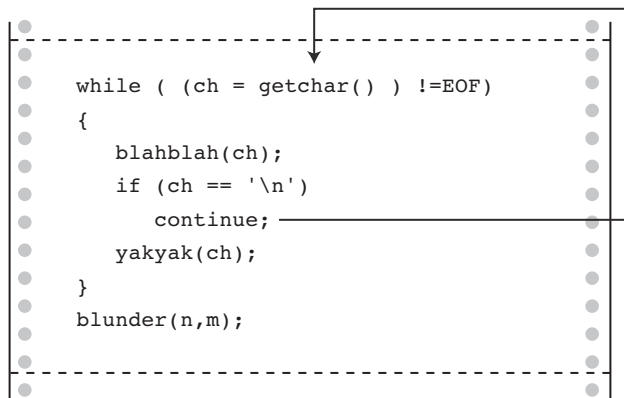 while ( (ch = getchar() ) !=EOF)
{
blahblah(ch);
if (ch == '\n')
continue;
yakyak(ch);
}
blunder(n,m);